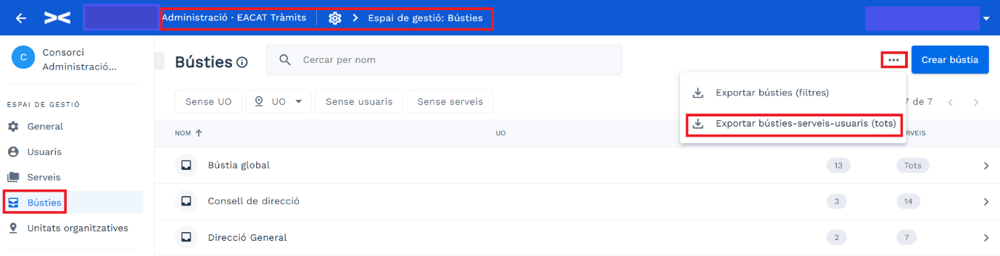 Administració · EACAT Tràmits
Espai de gestió: Bústies
C
Consorci
Administració...
Bústies
Cercar per nom
Crear bústia
Exportar bústies (filtres)
Exportar bústies-serveis-usuaris (tots)
Sense UO
UO
Sense usuaris
Sense serveis
7 de 7
ESPAI DE GESTIÓ
General
Usuaris
Serveis
Bústies
Unitats organitzatives
NOM
UO
Bústia global
13
Tots
Consell de direcció
3
14
Direcció General
2
7